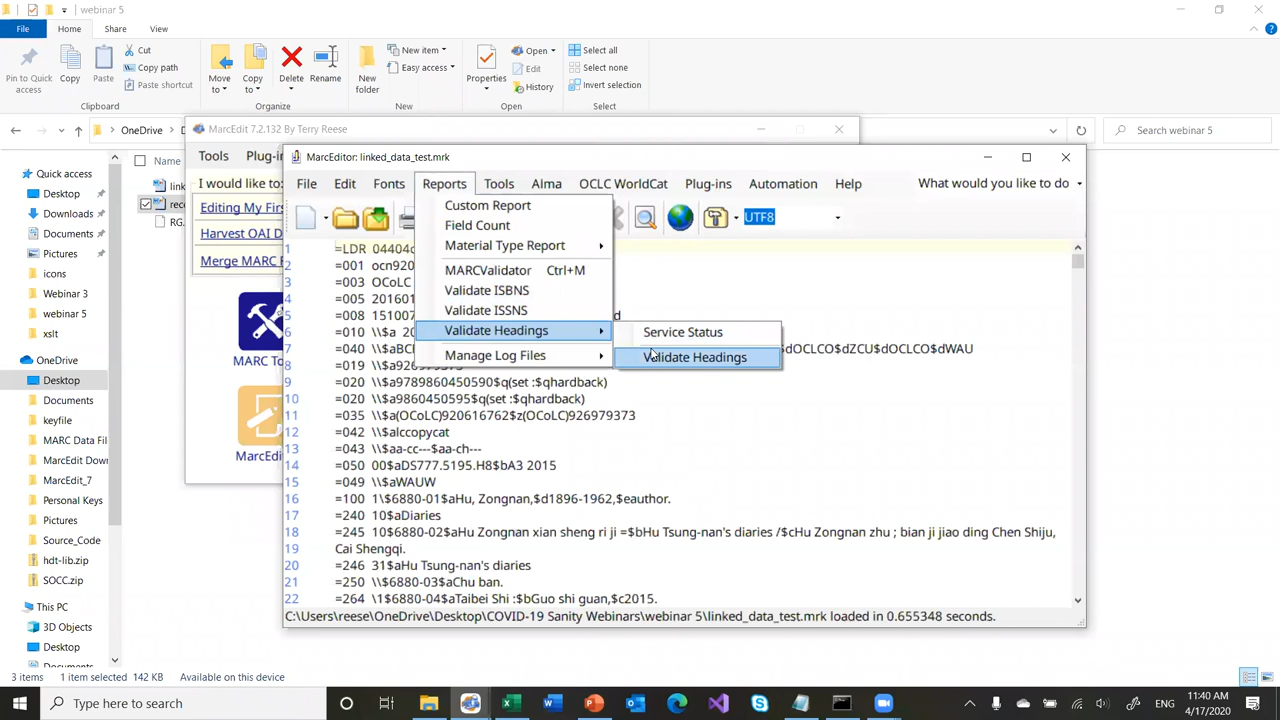 webinar 5
File Home Share View
Pin to Quick access
Copy
Paste
Cut
Copy path
Paste shortcut
Clipboard
Move to
Copy to
Delete
Rename
Organize
New folder
New item
Easy access
New
Properties
Open
Edit
History
Open
Select all
Select none
Invert selection
Select
OneDrive
Search webinar 5
Name
Quick access
Desktop
Downloads
Documents
Pictures
icons
Webinar 3
webinar 5
xslt
OneDrive
Desktop
Documents
keyfile
MARC Data Fil
MarcEdit Down
MarcEdit_7
Personal Keys
Pictures
Source_Code
hdt-lib.zip
SOCC.zip
This PC
3D Objects
Desktop
Documents
link
reco
RG.
MarcEdit 7.2.132 By Terry Reese
Tools Plug-in
I would like to:
Editing My Firs
Harvest OAI D
Merge MARC F
MARC To
MarcEdi
MarcEditor: linked_data_test.mrk
File Edit Fonts Reports Tools Alma OCLC WorldCat Plug-ins Automation Help What would you like to do
UTF8
Custom Report
Field Count
Material Type Report
MARCValidator Ctrl+M
Validate ISBNS
Validate ISSNS
Validate Headings
Manage Log Files
Service Status
Validate Headings
1 =LDR 04404c
2 =001 ocn920
3 =003 OCoLC
4 =005 201601
5 =008 151007 d
6 =010 \\$a 20
7 =040 \\$aBCH $dOCLCO$dZCU$dOCLCO$dWAU
8 =019 \\$a926979373
9 =020 \\$a9789860450590$q(set :$qhardback)
10 =020 \\$a9860450595$q(set :$qhardback)
11 =035 \\$a(OCoLC)920616762$z(OCoLC)926979373
12 =042 \\$alccopycat
13 =043 \\$aa-cc---$aa-ch---
14 =050 00$aDS777.5195.H8$bA3 2015
15 =049 \\$aWAUW
16 =100 1\$6880-01$aHu, Zongnan,$d1896-1962,$eauthor.
17 =240 10$aDiaries
18 =245 10$6880-02$aHu Zongnan xian sheng ri ji =$bHu Tsung-nan's diaries /$cHu Zongnan zhu ; bian ji jiao ding Chen Shiju,
19 Cai Shengqi.
20 =246 31$aHu Tsung-nan's diaries
21 =250 \\$6880-03$aChu ban.
22 =264 \1$6880-04$aTaibei Shi :$bGuo shi guan,$c2015.
C:\Users\reese\OneDrive\Desktop\COVID-19 Sanity Webinars\webinar 5\linked_data_test.mrk loaded in 0.655348 seconds.
3 items 1 item selected 142 KB Available on this device
Type here to search
ENG
11:40 AM
4/17/2020